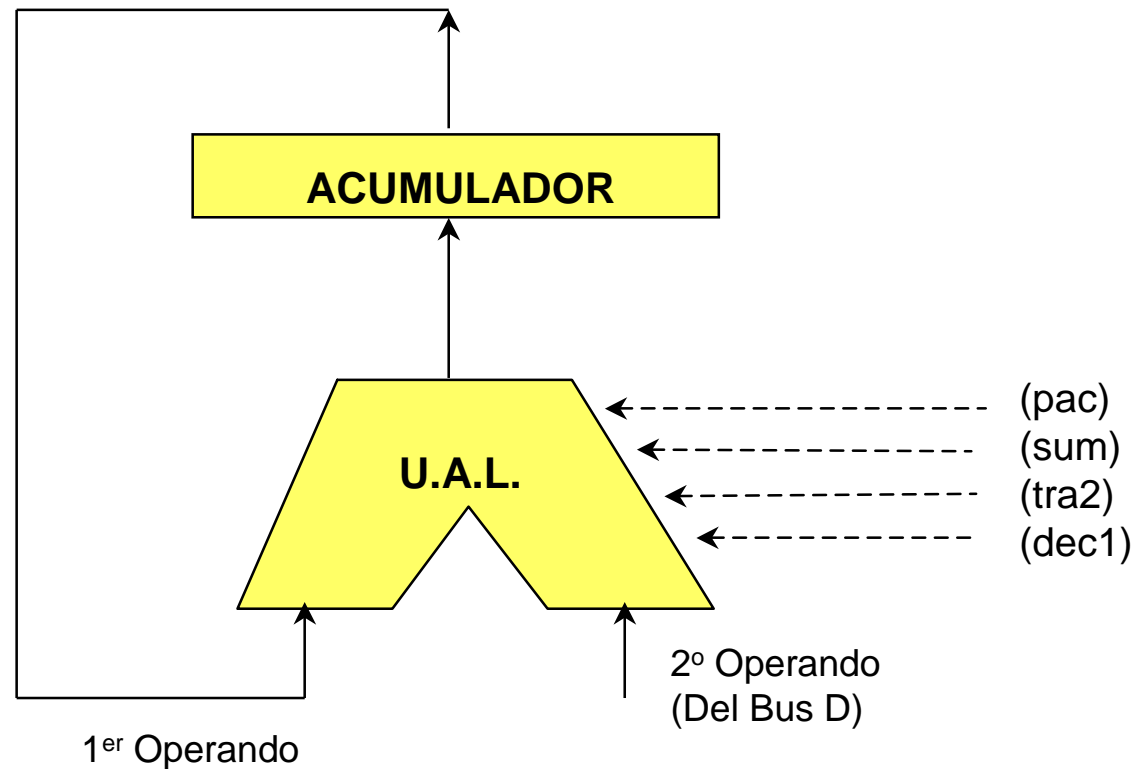 ACUMULADOR
U.A.L.
(pac)
(sum)
(tra2)
(dec1)
2º Operando
(Del Bus D)
1er Operando